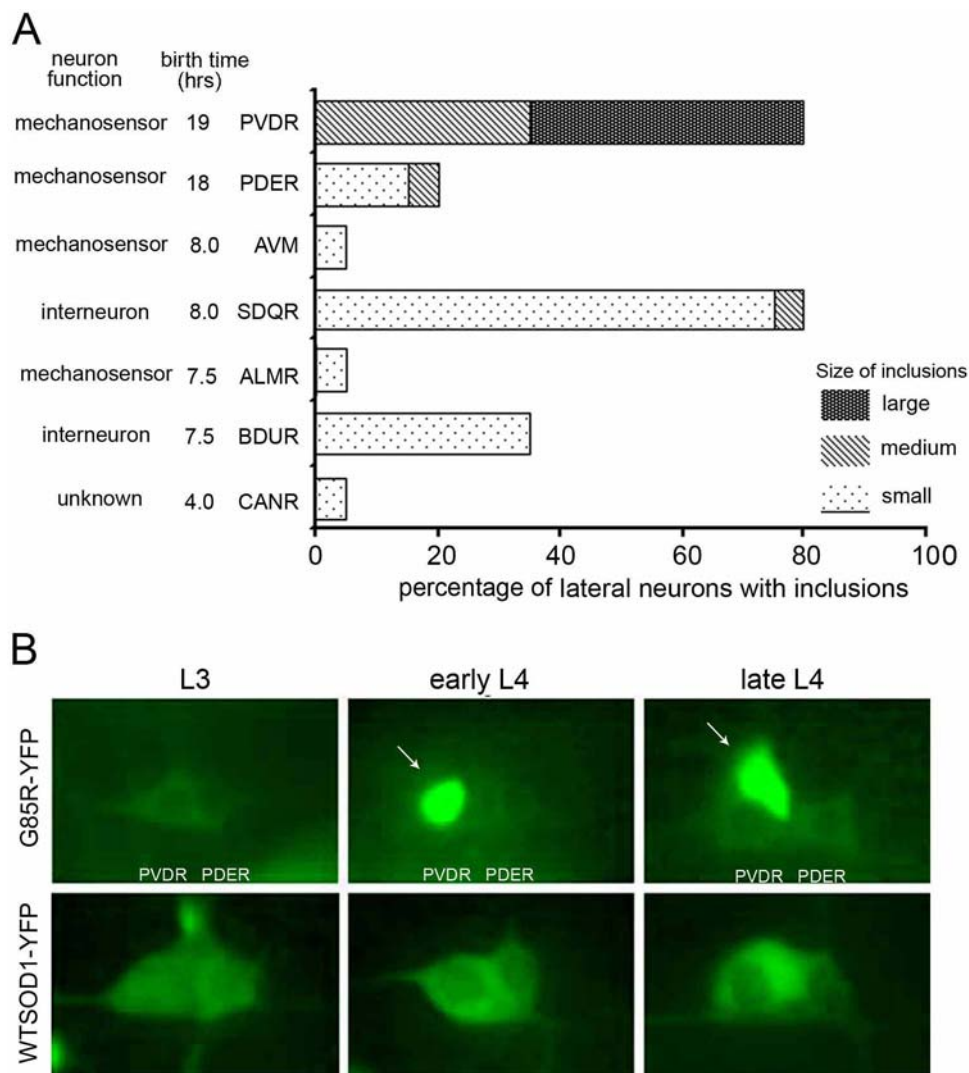 A
neuron function
birth time (hrs)
mechanosensor 19 PVDR
mechanosensor 18 PDER
mechanosensor 8.0 AVM
interneuron 8.0 SDQR
mechanosensor 7.5 ALMR
interneuron 7.5 BDUR
unknown 4.0 CANR
Size of inclusions
large
medium
small
0 20 40 60 80 100
percentage of lateral neurons with inclusions
B
L3 early L4 late L4
G85R-YFP
PVDR PDER PVDR PDER PVDR PDER
WTSOD1-YFP